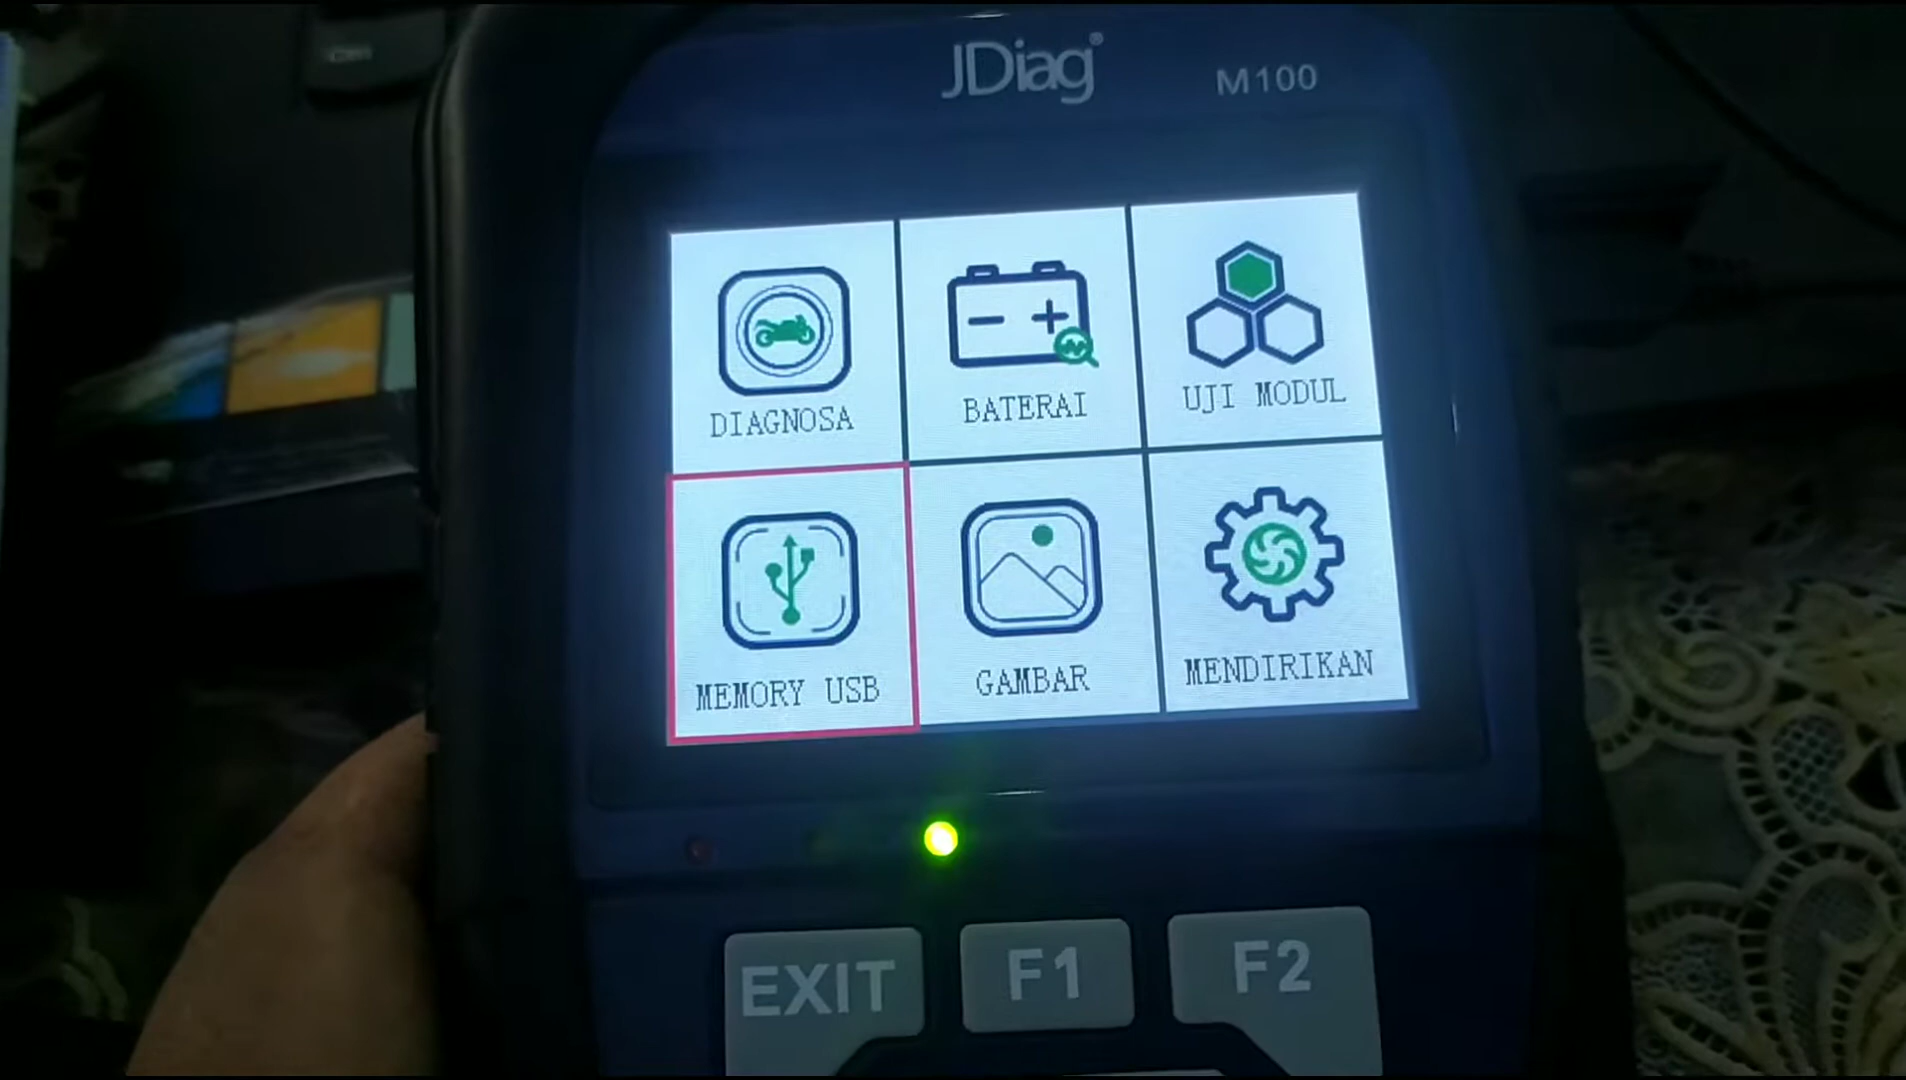 JDiag®
M100
DIAGNOSA
BATERAI
UJI MODUL
MEMORY USB
GAMBAR
MENDIRIKAN
EXIT
F1
F2